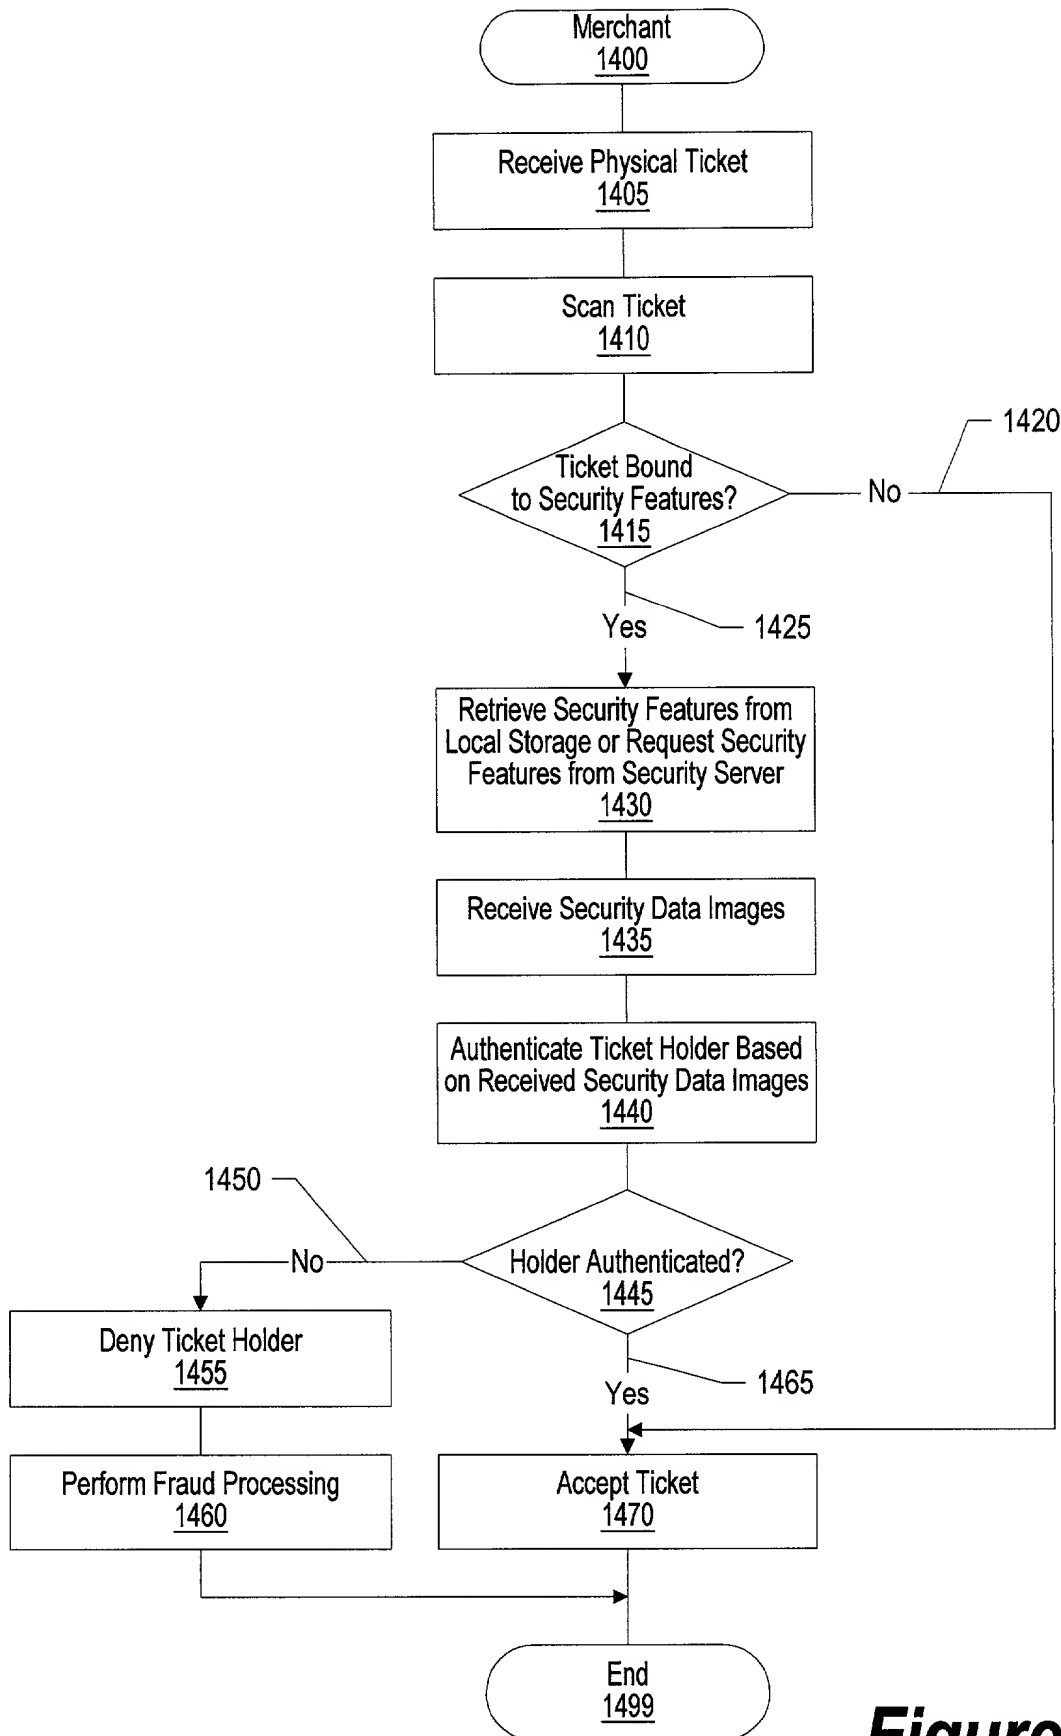 Merchant
1400
Receive Physical Ticket
1405
Scan Ticket
1410
1420
Ticket Bound
to Security Features?
1415
No
Yes
1425
Retrieve Security Features from
Local Storage or Request Security
Features from Security Server
1430
Receive Security Data Images
1435
Authenticate Ticket Holder Based
on Received Security Data Images
1440
1450
No
Holder Authenticated?
1445
Deny Ticket Holder
1455
Yes
1465
Perform Fraud Processing
1460
Accept Ticket
1470
End
1499
Figure